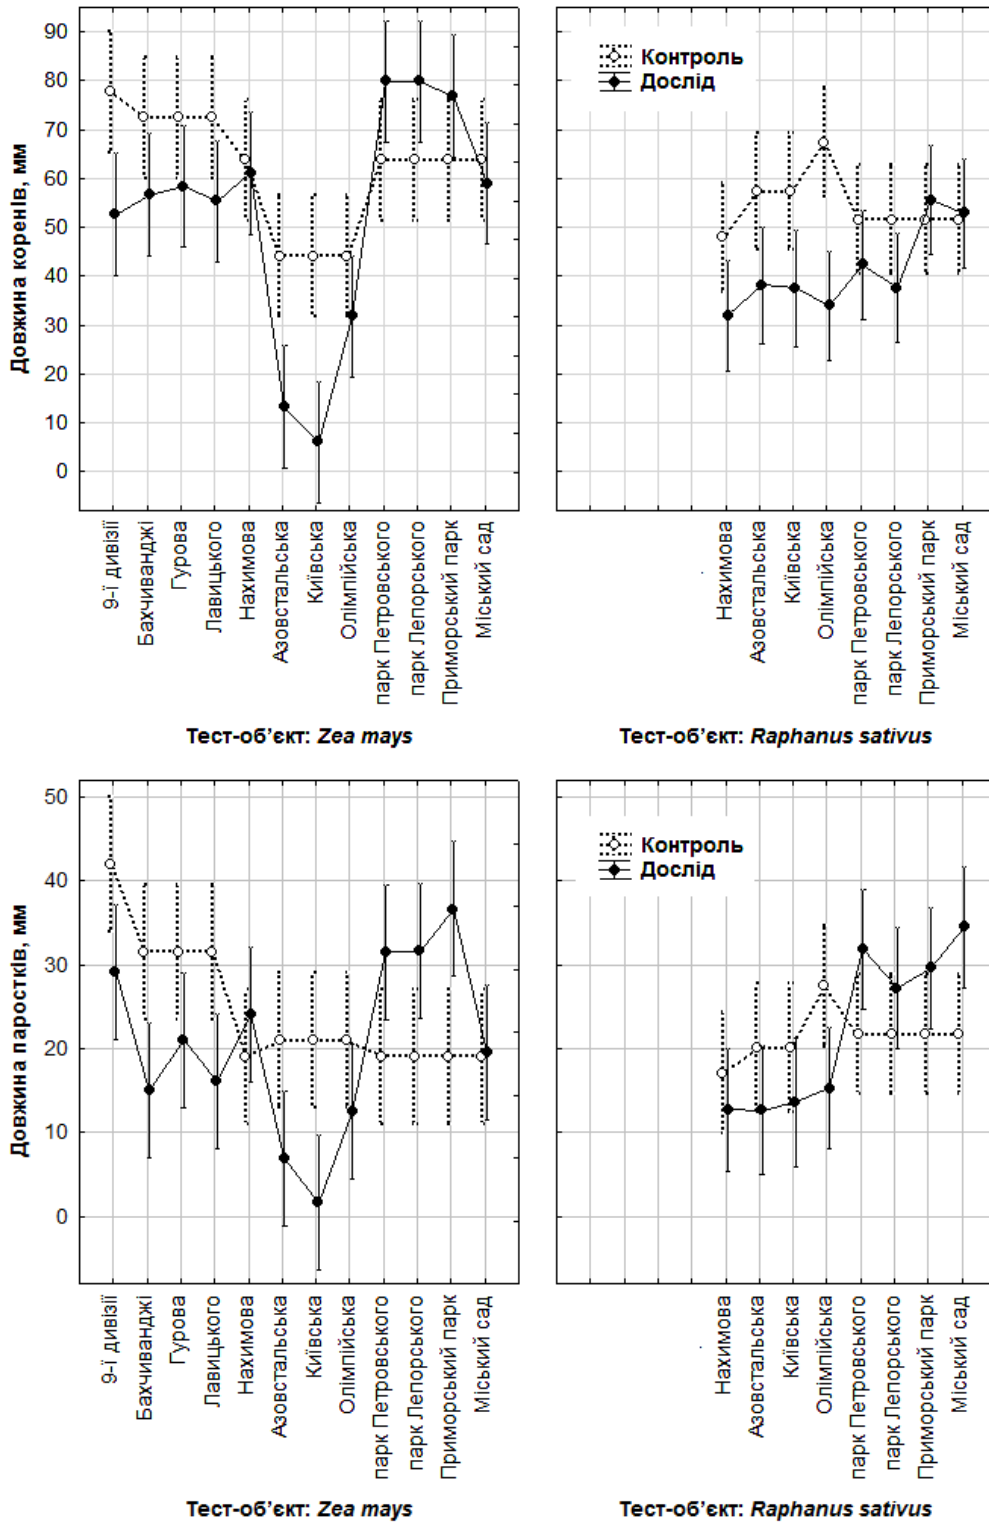 Довжина коренів, мм
90
80
70
60
50
40
30
20
10
0
Контроль
Дослід
9-ї дивізії
Бахчиванджі
Гурова
Лавицького
Нахимова
Азовстальська
Київська
Олімпійська
парк Петровського
парк Лепорського
Приморський парк
Міський сад
Нахимова
Азовстальська
Київська
Олімпійська
парк Петровського
парк Лепорського
Приморський парк
Міський сад
Тест-об’єкт: Zea mays
Тест-об’єкт: Raphanus sativus
Довжина паростків, мм
50
40
30
20
10
0
Контроль
Дослід
9-ї дивізії
Бахчиванджі
Гурова
Лавицького
Нахимова
Азовстальська
Київська
Олімпійська
парк Петровського
парк Лепорського
Приморський парк
Міський сад
Нахимова
Азовстальська
Київська
Олімпійська
парк Петровського
парк Лепорського
Приморський парк
Міський сад
Тест-об’єкт: Zea mays
Тест-об’єкт: Raphanus sativus